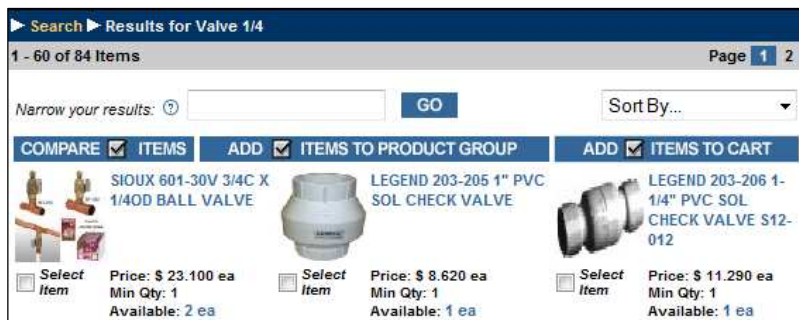 Search Results for Valve 1/4
1 - 60 of 84 Items Page 1 2
Narrow your results: ? GO Sort By...
COMPARE ITEMS ADD ITEMS TO PRODUCT GROUP ADD ITEMS TO CART
SIOUX 601-30V 3/4C X
1/4OD BALL VALVE
Select
Item
Price: $ 23.100 ea
Min Qty: 1
Available: 2 ea
LEGEND 203-205 1" PVC
SOL CHECK VALVE
Select
Item
Price: $ 8.620 ea
Min Qty: 1
Available: 1 ea
LEGEND 203-206 1-
1/4" PVC SOL
CHECK VALVE S12-
012
Select
Item
Price: $ 11.290 ea
Min Qty: 1
Available: 1 ea